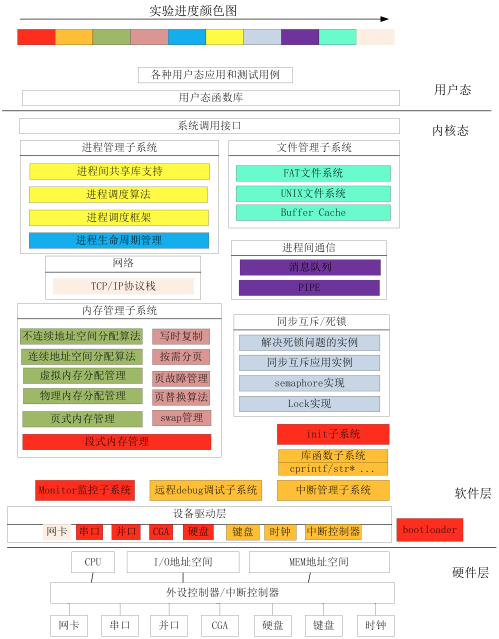 实验进度颜色图
各种用户态应用和测试用例
用户态函数库
用户态
系统调用接口
内核态
进程管理子系统
进程间共享库支持
进程调度算法
进程调度框架
进程生命周期管理
文件管理子系统
FAT文件系统
UNIX文件系统
Buffer Cache
网络
TCP/IP协议栈
进程间通信
消息队列
PIPE
内存管理子系统
不连续地址空间分配算法
写时复制
连续地址空间分配算法
按需分页
虚拟内存分配管理
页故障管理
物理内存分配管理
页替换算法
页式内存管理
swap管理
段式内存管理
同步互斥/死锁
解决死锁问题的实例
同步互斥应用实例
semaphore实现
Lock实现
init子系统
库函数子系统
cprintf/str* ...
Monitor监控子系统
远程debug调试子系统
中断管理子系统
软件层
设备驱动层
网卡
串口
并口
CGA
硬盘
键盘
时钟
中断控制器
bootloader
硬件层
CPU
I/O地址空间
MEM地址空间
外设控制器/中断控制器
网卡
串口
并口
CGA
硬盘
键盘
时钟